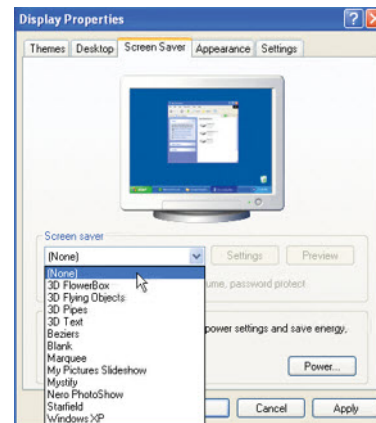 Display Properties
Themes Desktop Screen Saver Appearance Settings
Screen saver
(None) Settings Preview
(None)
3D FlowerBox
3D Flying Objects
3D Pipes
3D Text
Beziers
Blank
Marquee
My Pictures Slideshow
Mystify
Nero PhotoShow
Starfield
Windows XP
password protect
power settings and save energy,
Power...
Cancel Apply